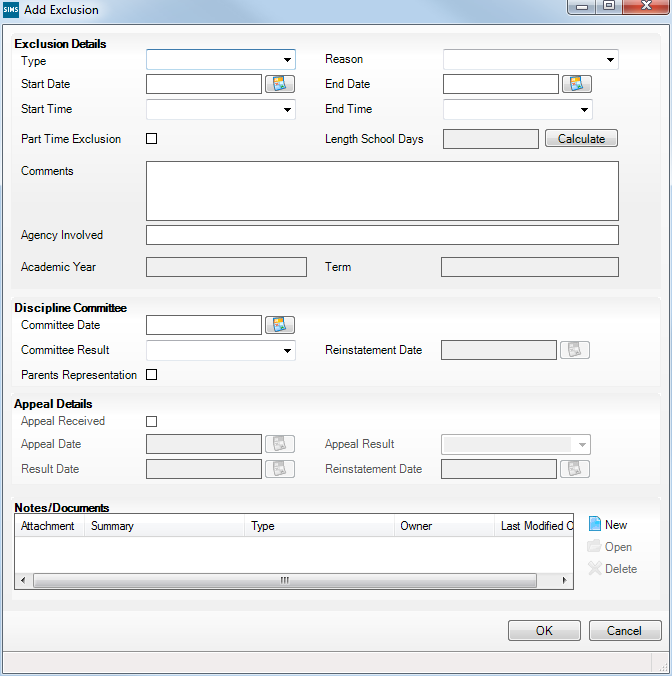 SIMS Add Exclusion
Exclusion Details
Type Reason
Start Date End Date
Start Time End Time
Part Time Exclusion Length School Days Calculate
Comments
Agency Involved
Academic Year Term
Discipline Committee
Committee Date
Committee Result Reinstatement Date
Parents Representation
Appeal Details
Appeal Received
Appeal Date Appeal Result
Result Date Reinstatement Date
Notes/Documents
Attachment Summary Type Owner Last Modified O New
Open
Delete
OK Cancel